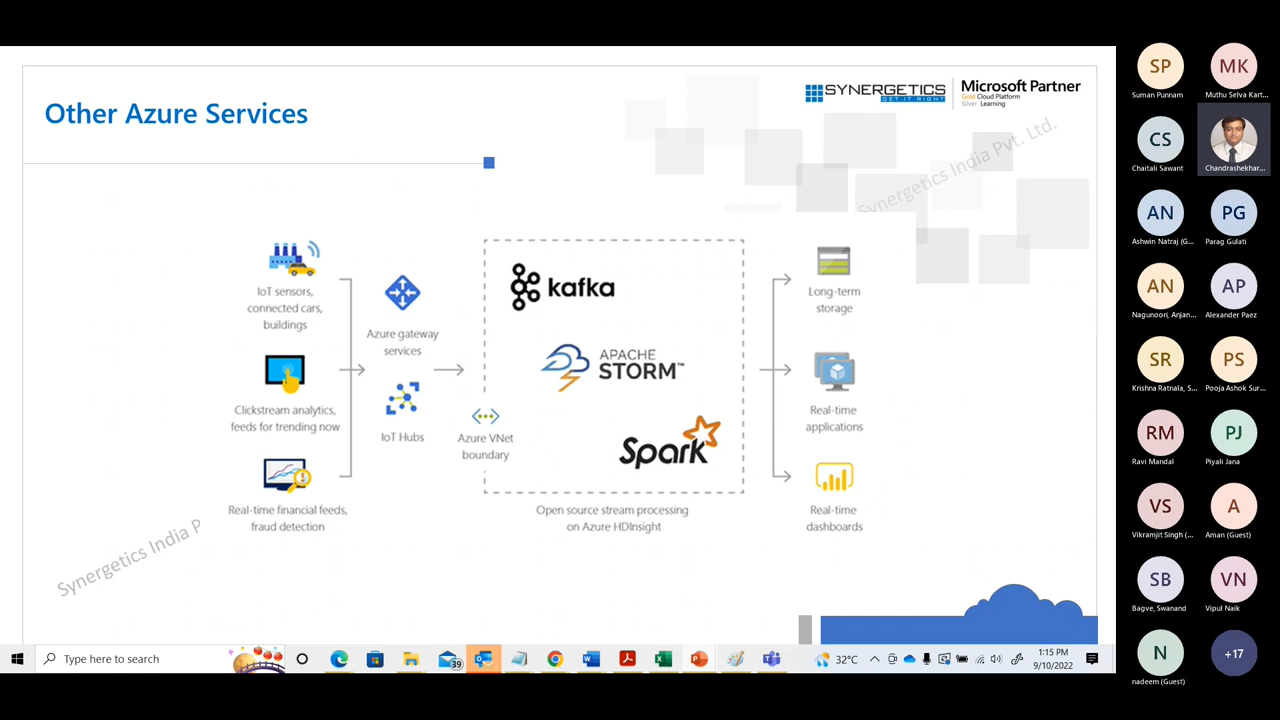 Other Azure Services
SYNERGETICS
GET IT RIGHT
Microsoft Partner
Gold Cloud Platform
Silver Learning
Synergetics India Pvt. Ltd.
IoT sensors,
connected cars,
buildings
Clickstream analytics,
feeds for trending now
Real-time financial feeds,
fraud detection
Azure gateway
services
IoT Hubs
Azure VNet
boundary
kafka
APACHE
STORM™
Spark
Open source stream processing
on Azure HDInsight
Long-term
storage
Real-time
applications
Real-time
dashboards
Synergetics India P
Type here to search
39
32°C
1:15 PM
9/10/2022
SP
Suman Punnam
MK
Muthu Selva Kart...
CS
Chaitali Sawant
Chandrashekhar...
AN
Ashwin Natraj (G...
PG
Parag Gulati
AN
Nagunoori, Anjan...
AP
Alexander Paez
SR
Krishna Ratnala, S...
PS
Pooja Ashok Sur...
RM
Ravi Mandal
PJ
Piyali Jana
VS
Vikramjit Singh (...
A
Aman (Guest)
SB
Bagve, Swanand
VN
Vipul Naik
N
nadeem (Guest)
+17